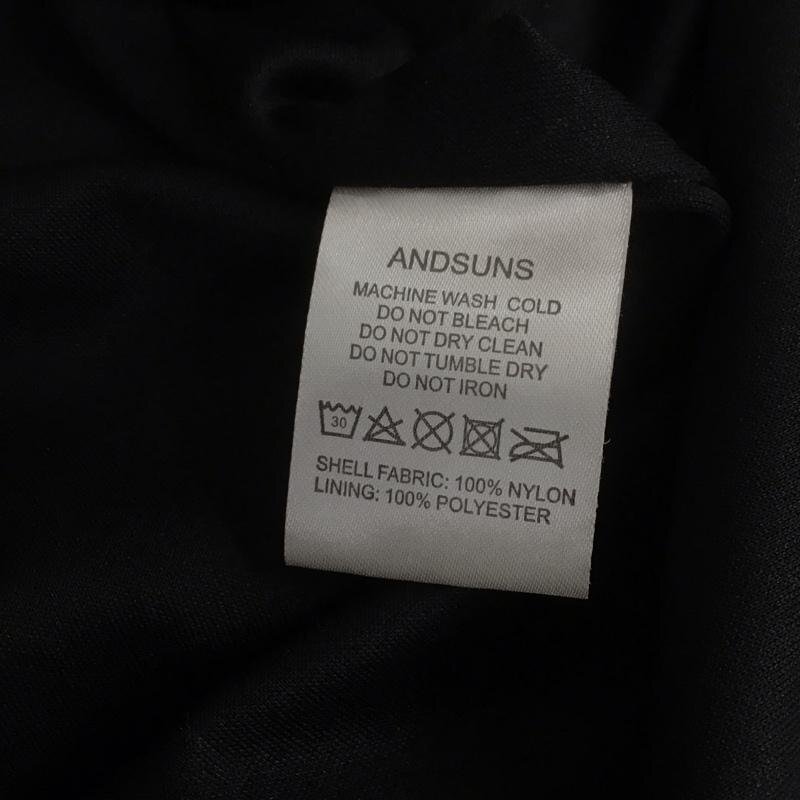 ANDSUNS
MACHINE WASH COLD
DO NOT BLEACH
DO NOT DRY CLEAN
DO NOT TUMBLE DRY
DO NOT IRON
30
SHELL FABRIC: 100% NYLON
LINING: 100% POLYESTER